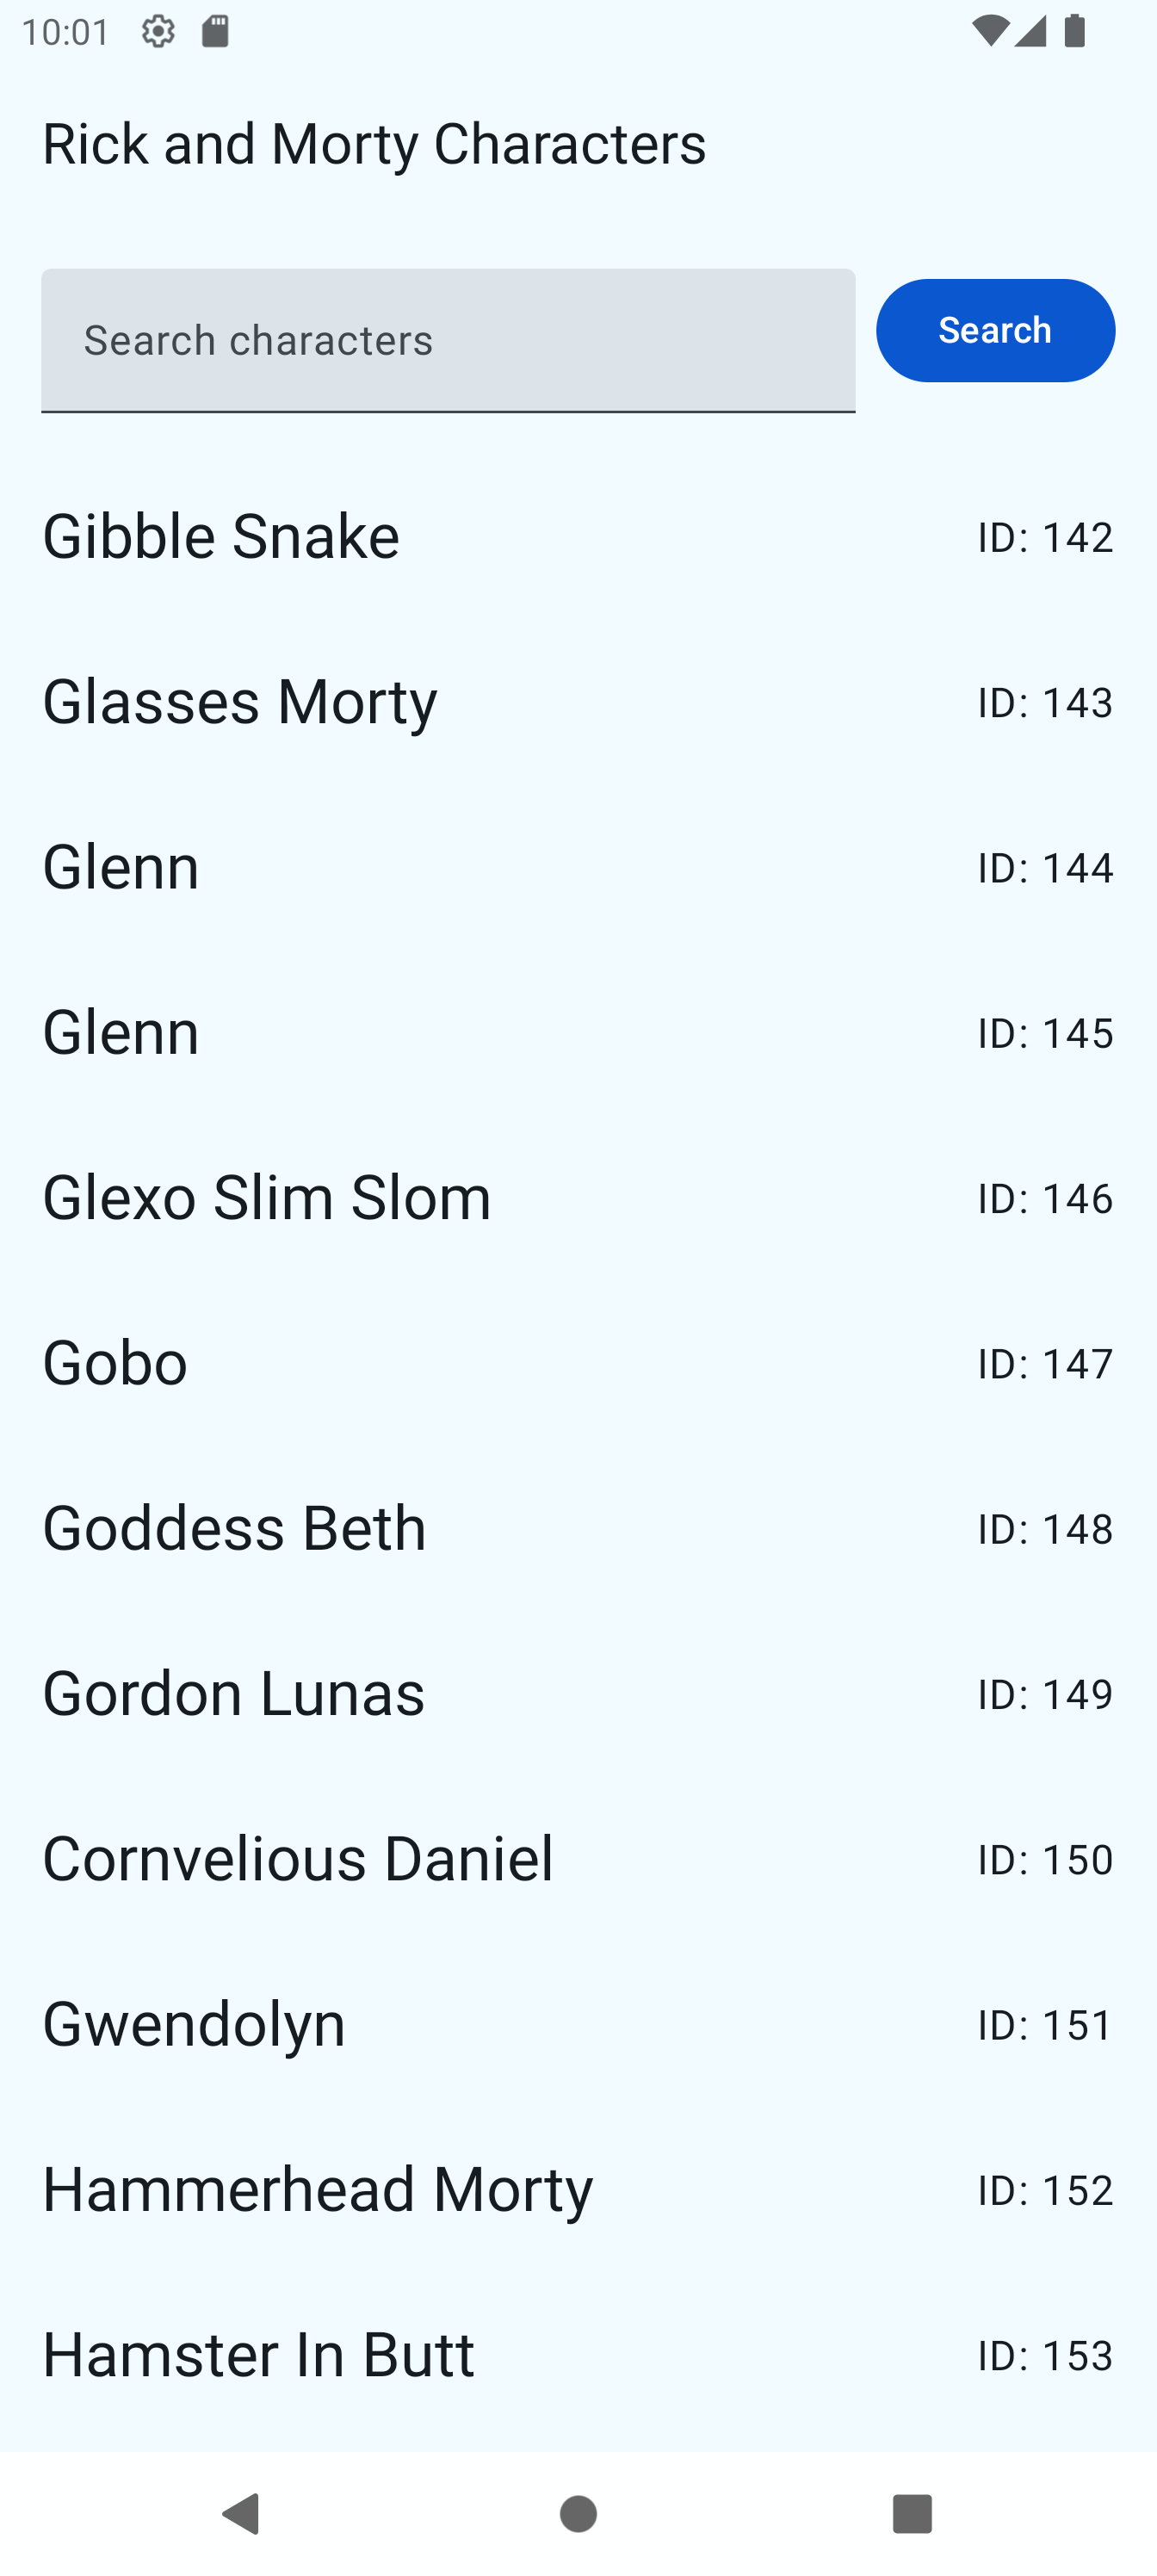 10:01
Rick and Morty Characters
Search characters
Search
Gibble Snake ID: 142
Glasses Morty ID: 143
Glenn ID: 144
Glenn ID: 145
Glexo Slim Slom ID: 146
Gobo ID: 147
Goddess Beth ID: 148
Gordon Lunas ID: 149
Cornvelious Daniel ID: 150
Gwendolyn ID: 151
Hammerhead Morty ID: 152
Hamster In Butt ID: 153